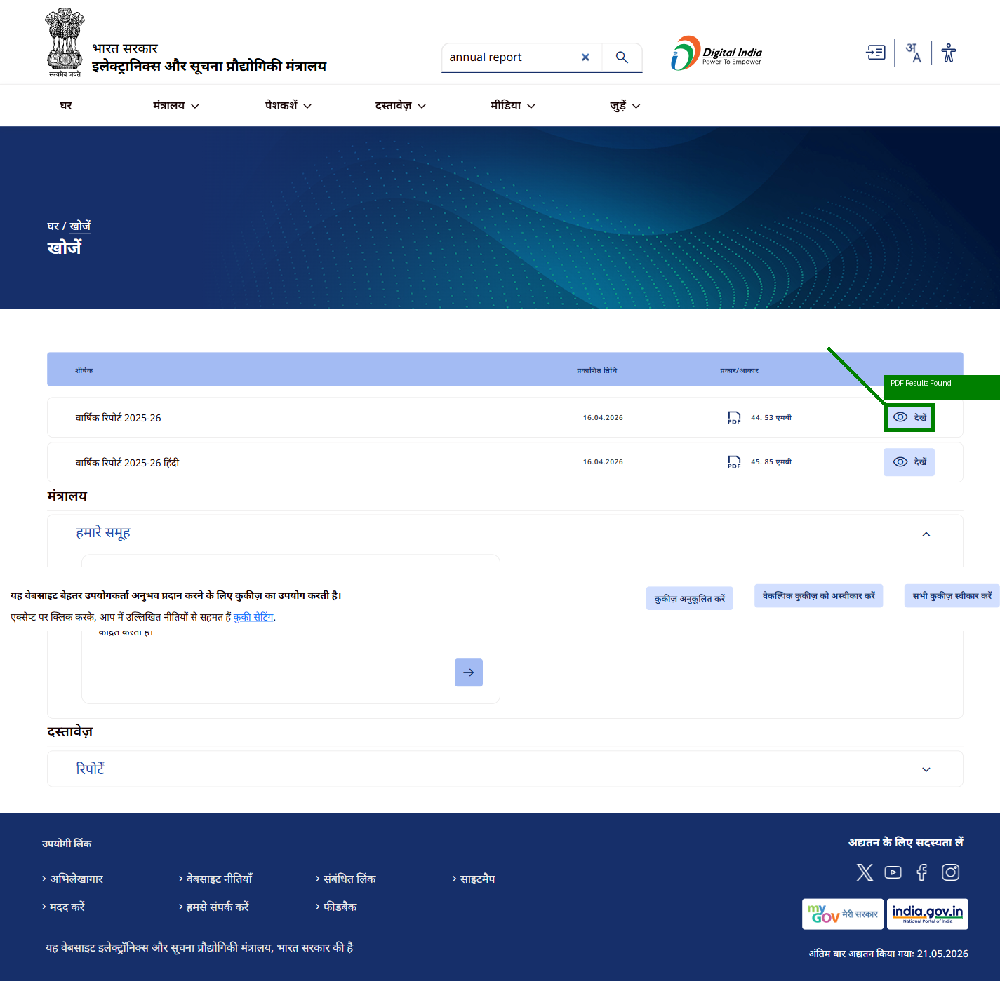 सत्यमेव जयते
भारत सरकार
इलेक्ट्रानिक्स और सूचना प्रौद्योगिकी मंत्रालय
annual report
Digital India
Power To Empower
अ A
घर
मंत्रालय
पेशकशें
दस्तावेज़
मीडिया
जुड़ें
घर / खोजें
खोजें
शीर्षक प्रकाशित तिथि प्रकार/आकार
PDF Results Found
वार्षिक रिपोर्ट 2025-26 16.04.2026 PDF 44. 53 एमबी देखें
वार्षिक रिपोर्ट 2025-26 हिंदी 16.04.2026 PDF 45. 85 एमबी देखें
मंत्रालय
हमारे समूह
यह वेबसाइट बेहतर उपयोगकर्ता अनुभव प्रदान करने के लिए कुकीज़ का उपयोग करती है।
एक्सेप्ट पर क्लिक करके, आप में उल्लिखित नीतियों से सहमत हैं कुकी सेटिंग.
कुकीज़ अनुकूलित करें
वैकल्पिक कुकीज़ को अस्वीकार करें
सभी कुकीज़ स्वीकार करें
करता है।
दस्तावेज़
रिपोर्टें
उपयोगी लिंक
अभिलेखागार
वेबसाइट नीतियाँ
संबंधित लिंक
साइटमैप
मदद करें
हमसे संपर्क करें
फीडबैक
यह वेबसाइट इलेक्ट्रॉनिक्स और सूचना प्रौद्योगिकी मंत्रालय, भारत सरकार की है
अद्यतन के लिए सदस्यता लें
my GOV मेरी सरकार
india.gov.in
National Portal of India
अंतिम बार अद्यतन किया गया: 21.05.2026